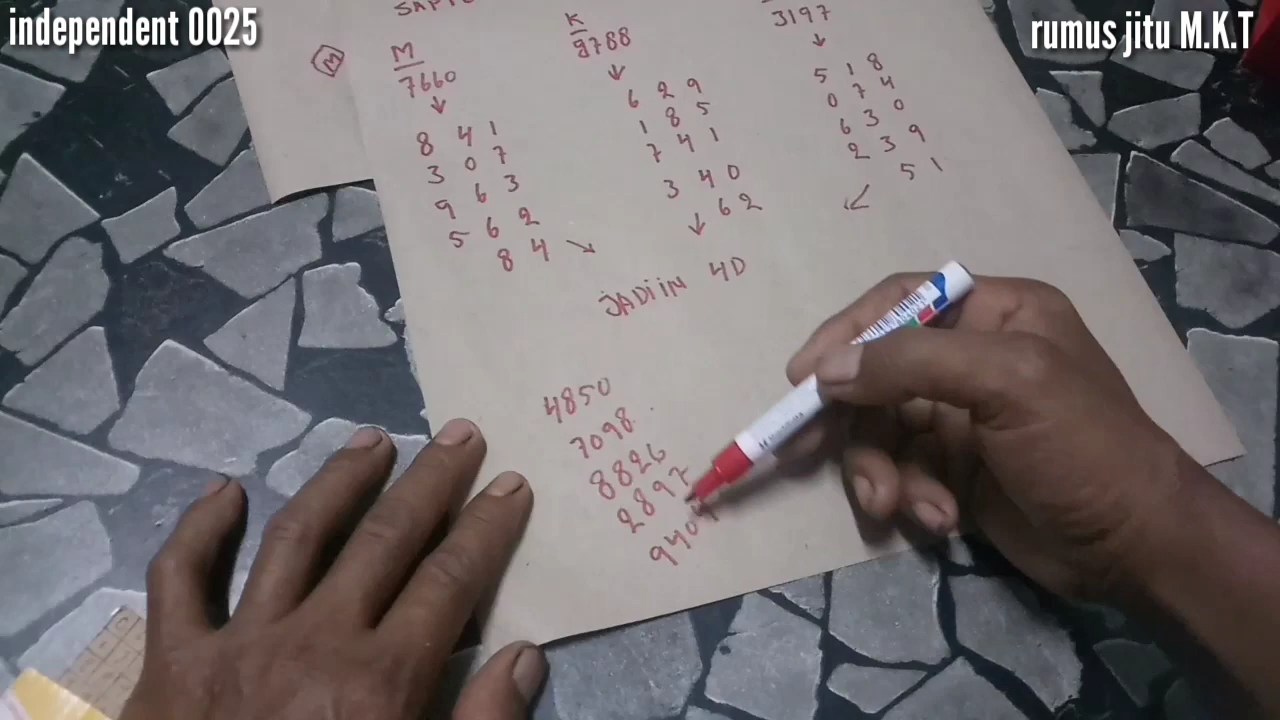 independent 0025
rumus jitu M.K.T
M
7660
8 4 1
3 0 7
9 6 3
5 6 2
8 4
K
9788
6 2 9
1 8 5
7 4 1
3 4 0
6 2
3197
5 1 8
0 7 4
6 3 0
2 3 9
5 1
JADiiN 4D
4850
7098
8826
2897